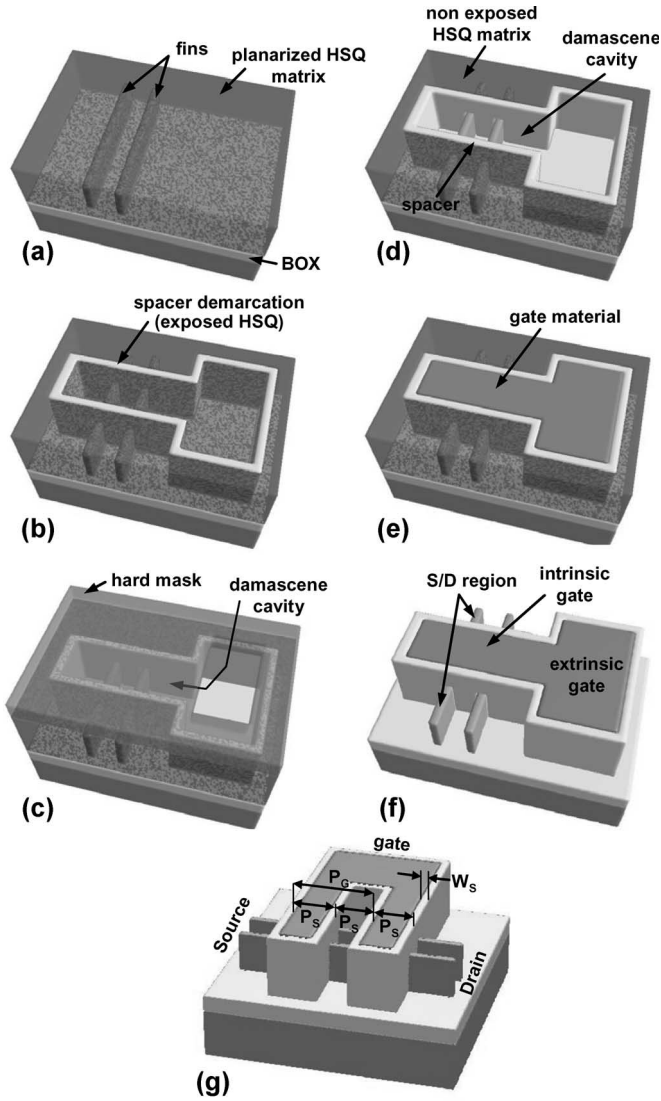 fins
planarized HSQ
matrix
BOX
(a)
spacer demarcation
(exposed HSQ)
(b)
hard mask
damascene
cavity
(c)
non exposed
HSQ matrix
damascene
cavity
spacer
(d)
gate material
(e)
S/D region
intrinsic
gate
extrinsic
gate
(f)
gate
PG
WS
PS
PS
PS
Source
Drain
(g)